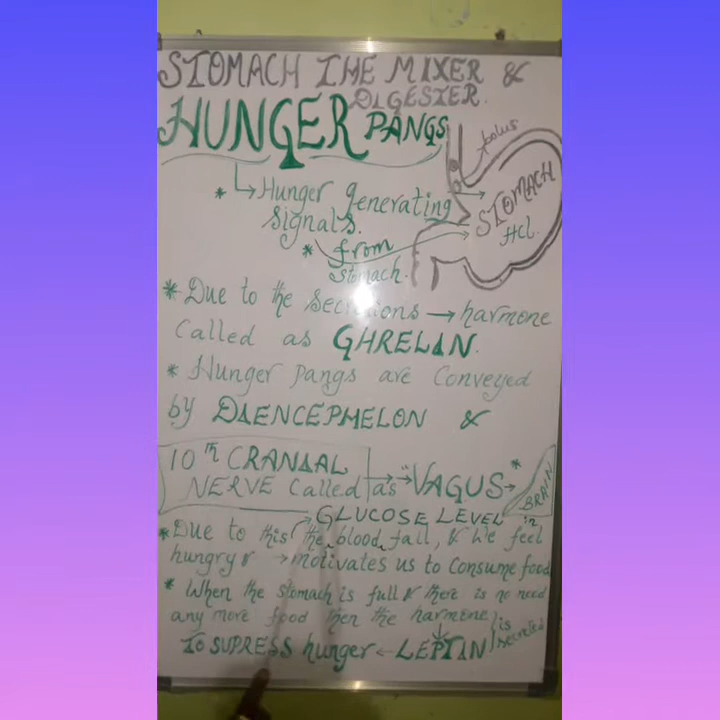 STOMACH THE MIXER &
DIGESTER.
HUNGER PANGS
bolus
* Hunger generating
signals.
* from
stomach.
STOMACH
Hcl.
* Due to the secretions → harmone
Called as GHRELIN.
* Hunger pangs are Conveyed
by DIENCEPHELON &
10th CRANIAL
NERVE Called as → "VAGUS → *
BRAIN
GLUCOSE LEVEL in
* Due to this the blood fall, & We feel
hungry & → motivates us to Consume food
* When the stomach is full & there is no need
any more food then the harmone is
secreted
To SUPRESS hunger ← LEPTIN